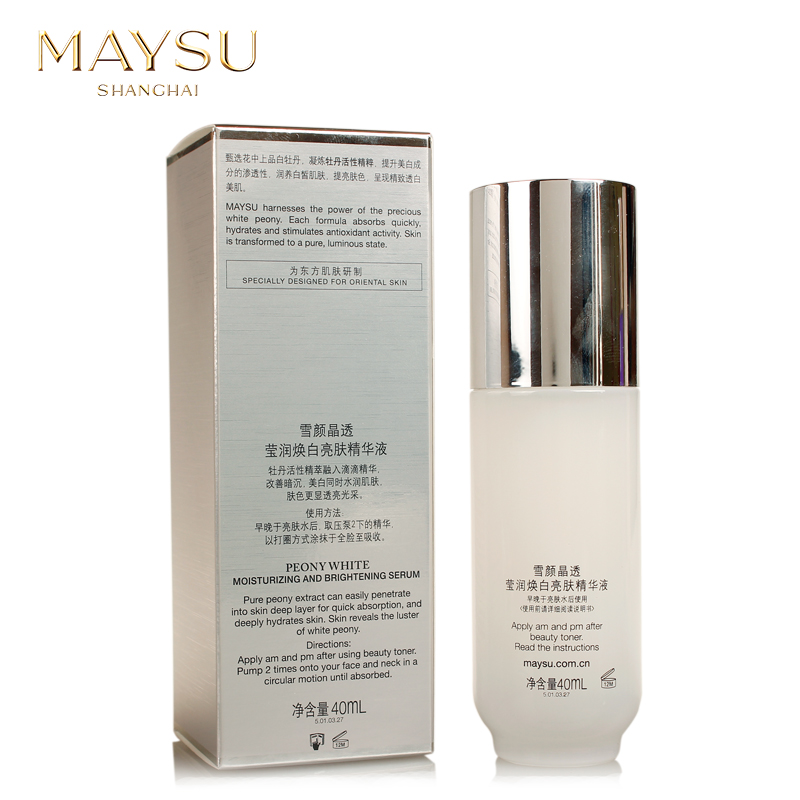 MAYSU
SHANGHAI
甄选花中上品白牡丹，凝炼牡丹活性精粹，提升美白成
分的渗透性，润养白皙肌肤，提亮肤色，呈现精致透白
美肌。
MAYSU harnesses the power of the precious
white peony. Each formula absorbs quickly,
hydrates and stimulates antioxidant activity. Skin
is transformed to a pure, luminous state.
为东方肌肤研制
SPECIALLY DESIGNED FOR ORIENTAL SKIN
雪颜晶透
莹润焕白亮肤精华液
牡丹活性精萃融入滴滴精华，
改善暗沉，美白同时水润肌肤，
肤色更显透亮光采。
使用方法:
早晚于亮肤水后，取压泵2下的精华，
以打圈方式涂抹于全脸至吸收。
PEONY WHITE
MOISTURIZING AND BRIGHTENING SERUM
Pure peony extract can easily penetrate
into skin deep layer for quick absorption, and
deeply hydrates skin. Skin reveals the luster
of white peony.
Directions:
Apply am and pm after using beauty toner.
Pump 2 times onto your face and neck in a
circular motion until absorbed.
净含量40mL
5.01.03.27
12M
雪颜晶透
莹润焕白亮肤精华液
早晚于亮肤水后使用
《使用前请详细阅读说明书》
Apply am and pm after
beauty toner.
Read the instructions
maysu.com.cn
净含量40mL
5.01.03.27
12M